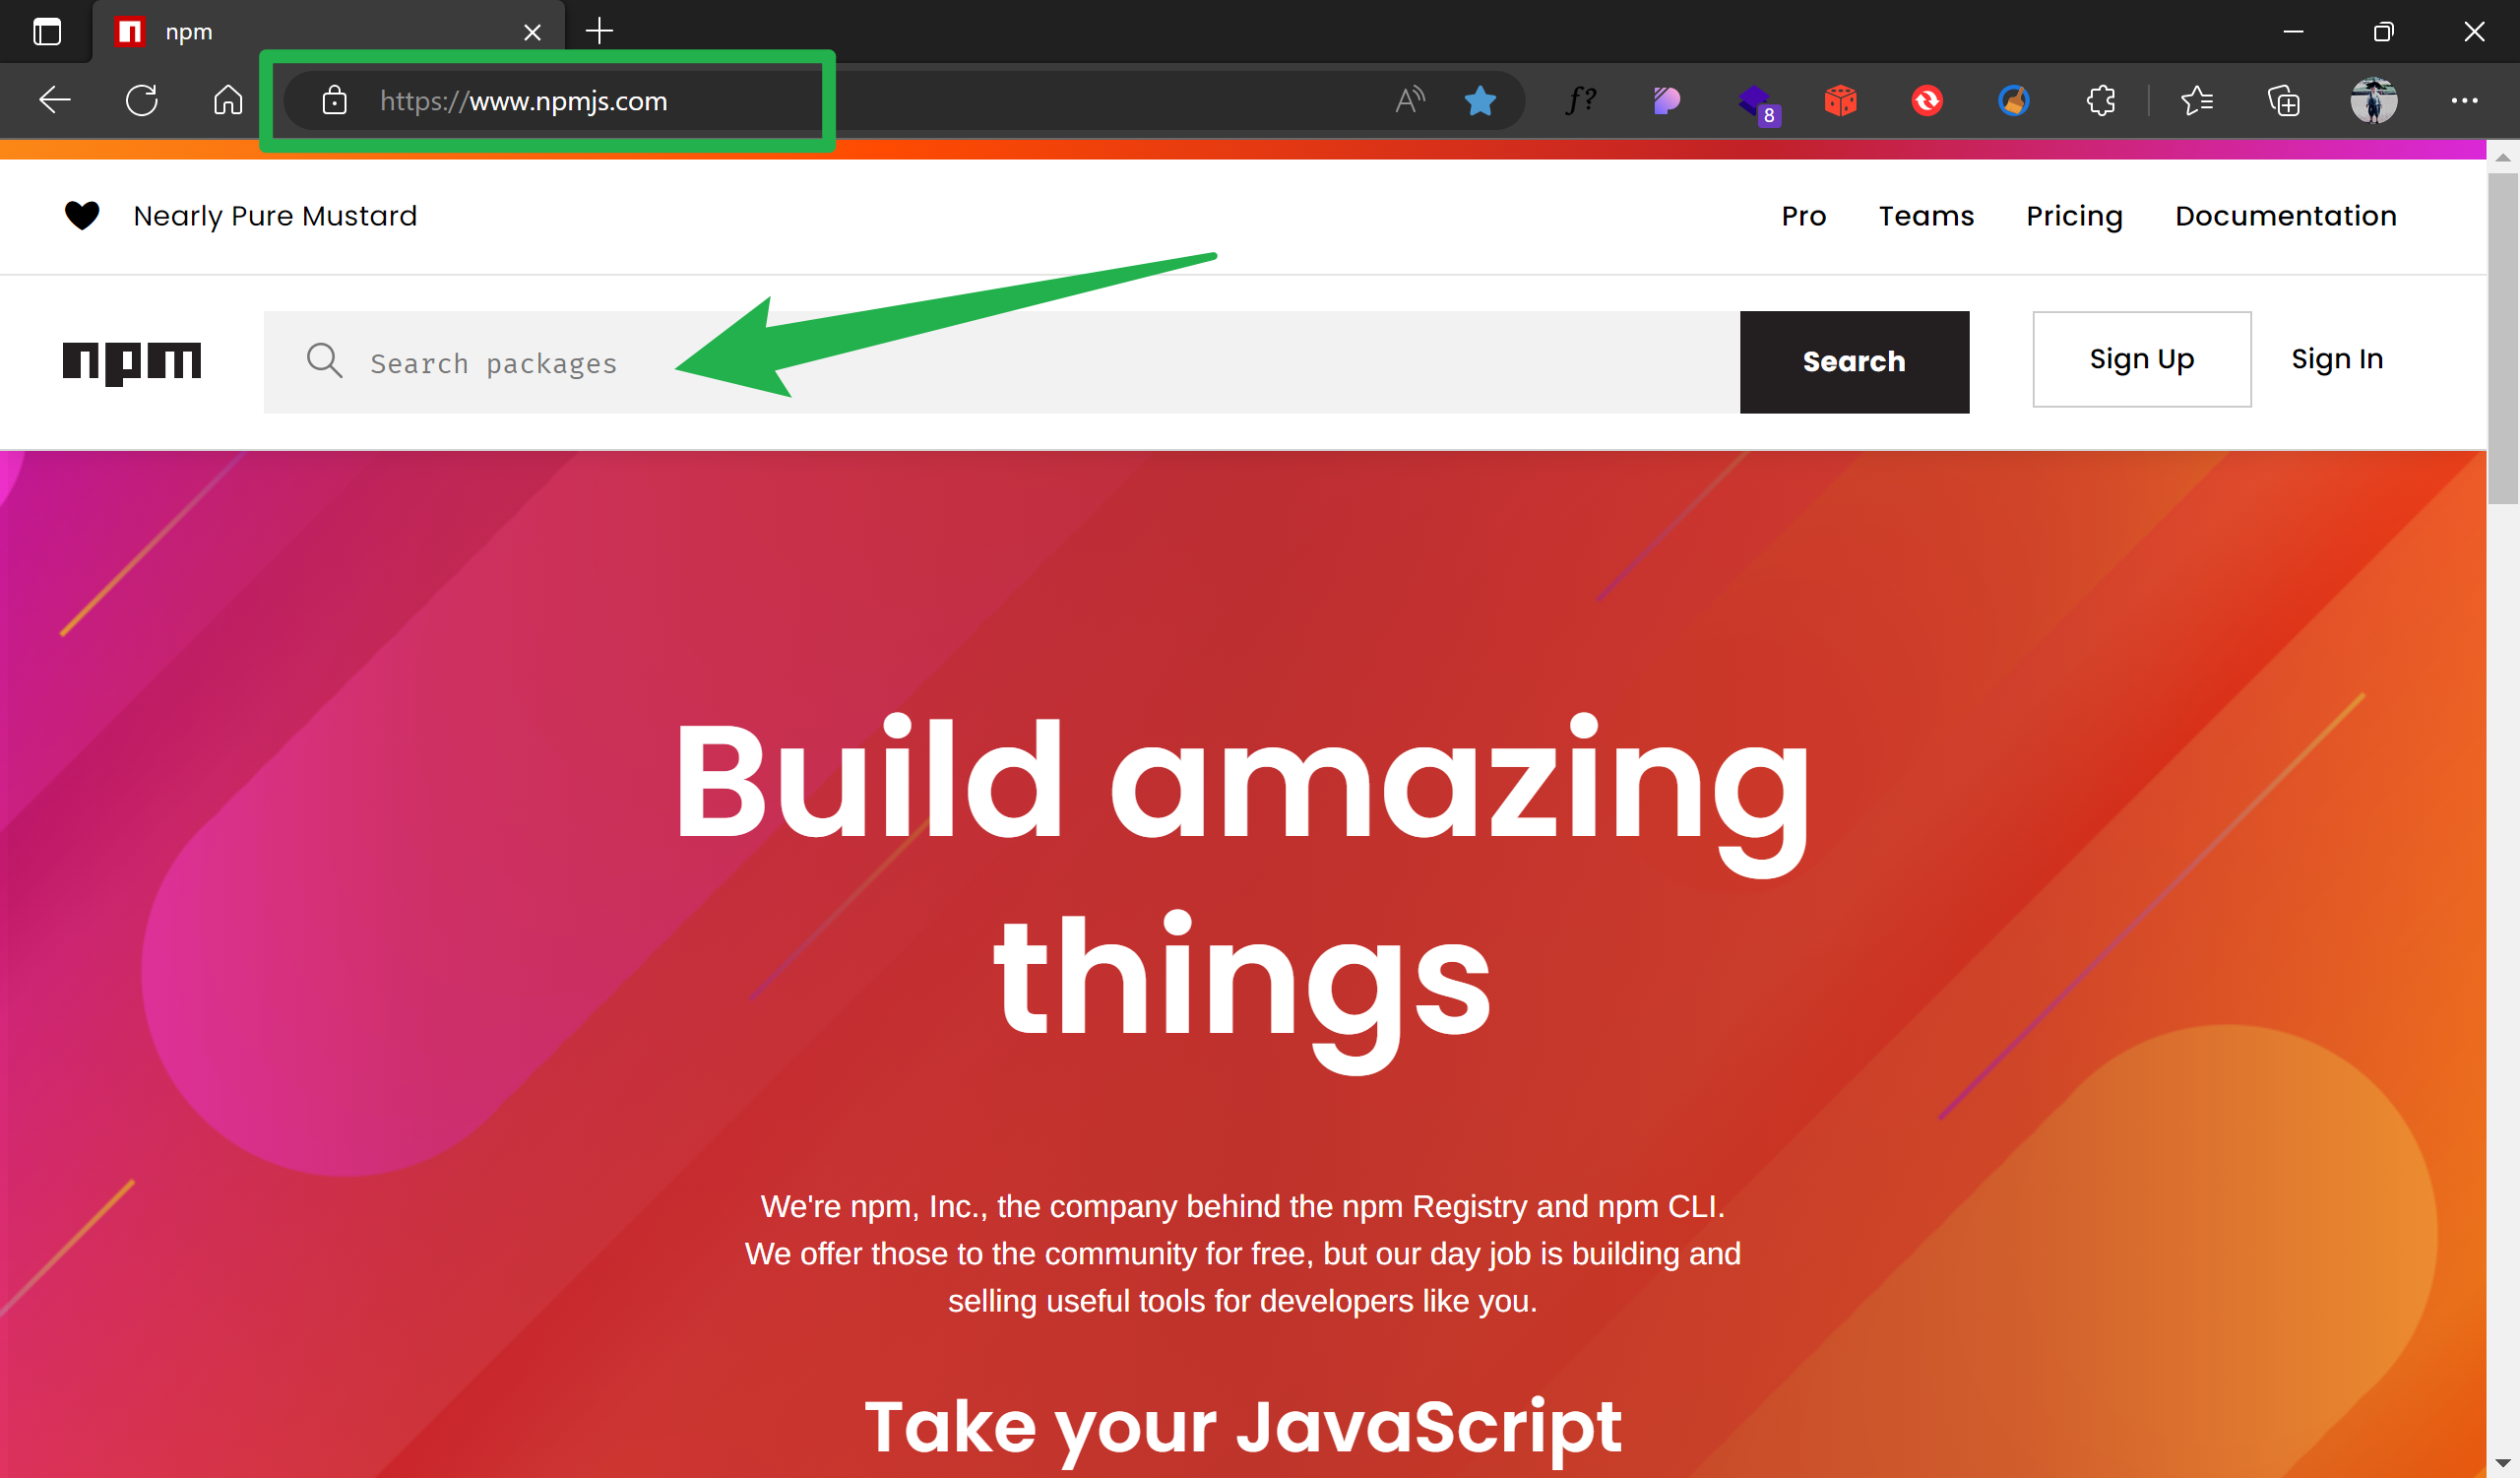 npm
https://www.npmjs.com
f?
8
Nearly Pure Mustard
Pro Teams Pricing Documentation
npm
Search packages
Search
Sign Up
Sign In
Build amazing
things
We're npm, Inc., the company behind the npm Registry and npm CLI.
We offer those to the community for free, but our day job is building and
selling useful tools for developers like you.
Take your JavaScript